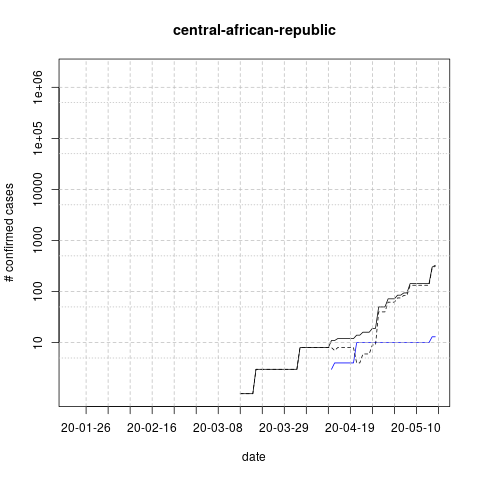 central-african-republic
# confirmed cases
1e+06
1e+05
10000
1000
100
10
20-01-26 20-02-16 20-03-08 20-03-29 20-04-19 20-05-10
date